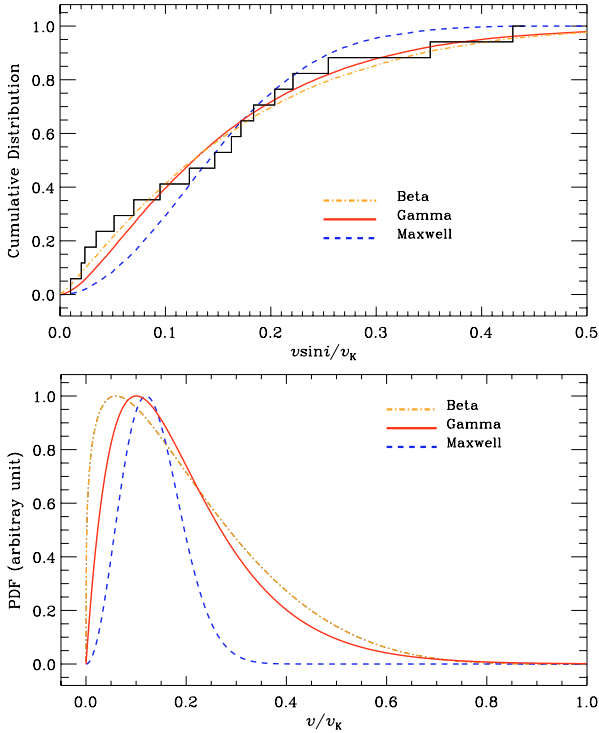 Cumulative Distribution
1.0
0.8
0.6
0.4
0.2
0.0
Beta
Gamma
Maxwell
0.0 0.1 0.2 0.3 0.4 0.5
vsini/vK
PDF (arbitray unit)
1.0
0.8
0.6
0.4
0.2
0.0
Beta
Gamma
Maxwell
0.0 0.2 0.4 0.6 0.8 1.0
v/vK